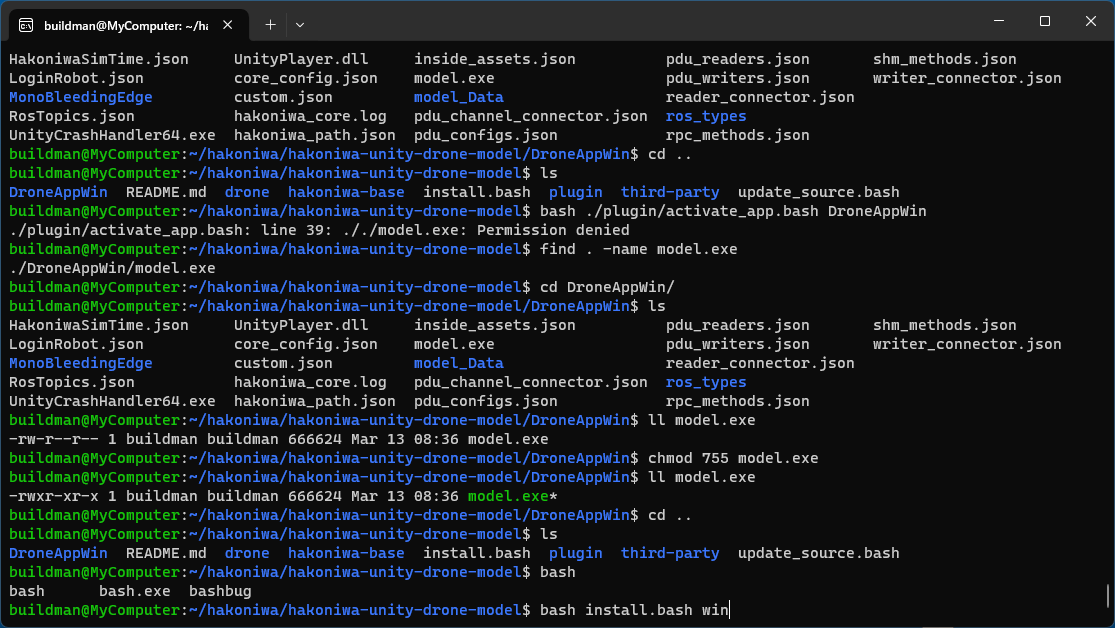 buildman@MyComputer: ~/ha
HakoniwaSimTime.json UnityPlayer.dll inside_assets.json pdu_readers.json shm_methods.json
LoginRobot.json core_config.json model.exe pdu_writers.json writer_connector.json
MonoBleedingEdge custom.json model_Data reader_connector.json
RosTopics.json hakoniwa_core.log pdu_channel_connector.json ros_types
UnityCrashHandler64.exe hakoniwa_path.json pdu_configs.json rpc_methods.json
buildman@MyComputer:~/hakoniwa/hakoniwa-unity-drone-model/DroneAppWin$ cd ..
buildman@MyComputer:~/hakoniwa/hakoniwa-unity-drone-model$ ls
DroneAppWin README.md drone hakoniwa-base install.bash plugin third-party update_source.bash
buildman@MyComputer:~/hakoniwa/hakoniwa-unity-drone-model$ bash ./plugin/activate_app.bash DroneAppWin
./plugin/activate_app.bash: line 39: ././model.exe: Permission denied
buildman@MyComputer:~/hakoniwa/hakoniwa-unity-drone-model$ find . -name model.exe
./DroneAppWin/model.exe
buildman@MyComputer:~/hakoniwa/hakoniwa-unity-drone-model$ cd DroneAppWin/
buildman@MyComputer:~/hakoniwa/hakoniwa-unity-drone-model/DroneAppWin$ ls
HakoniwaSimTime.json UnityPlayer.dll inside_assets.json pdu_readers.json shm_methods.json
LoginRobot.json core_config.json model.exe pdu_writers.json writer_connector.json
MonoBleedingEdge custom.json model_Data reader_connector.json
RosTopics.json hakoniwa_core.log pdu_channel_connector.json ros_types
UnityCrashHandler64.exe hakoniwa_path.json pdu_configs.json rpc_methods.json
buildman@MyComputer:~/hakoniwa/hakoniwa-unity-drone-model/DroneAppWin$ ll model.exe
-rw-r--r-- 1 buildman buildman 666624 Mar 13 08:36 model.exe
buildman@MyComputer:~/hakoniwa/hakoniwa-unity-drone-model/DroneAppWin$ chmod 755 model.exe
buildman@MyComputer:~/hakoniwa/hakoniwa-unity-drone-model/DroneAppWin$ ll model.exe
-rwxr-xr-x 1 buildman buildman 666624 Mar 13 08:36 model.exe*
buildman@MyComputer:~/hakoniwa/hakoniwa-unity-drone-model/DroneAppWin$ cd ..
buildman@MyComputer:~/hakoniwa/hakoniwa-unity-drone-model$ ls
DroneAppWin README.md drone hakoniwa-base install.bash plugin third-party update_source.bash
buildman@MyComputer:~/hakoniwa/hakoniwa-unity-drone-model$ bash
bash bash.exe bashbug
buildman@MyComputer:~/hakoniwa/hakoniwa-unity-drone-model$ bash install.bash win